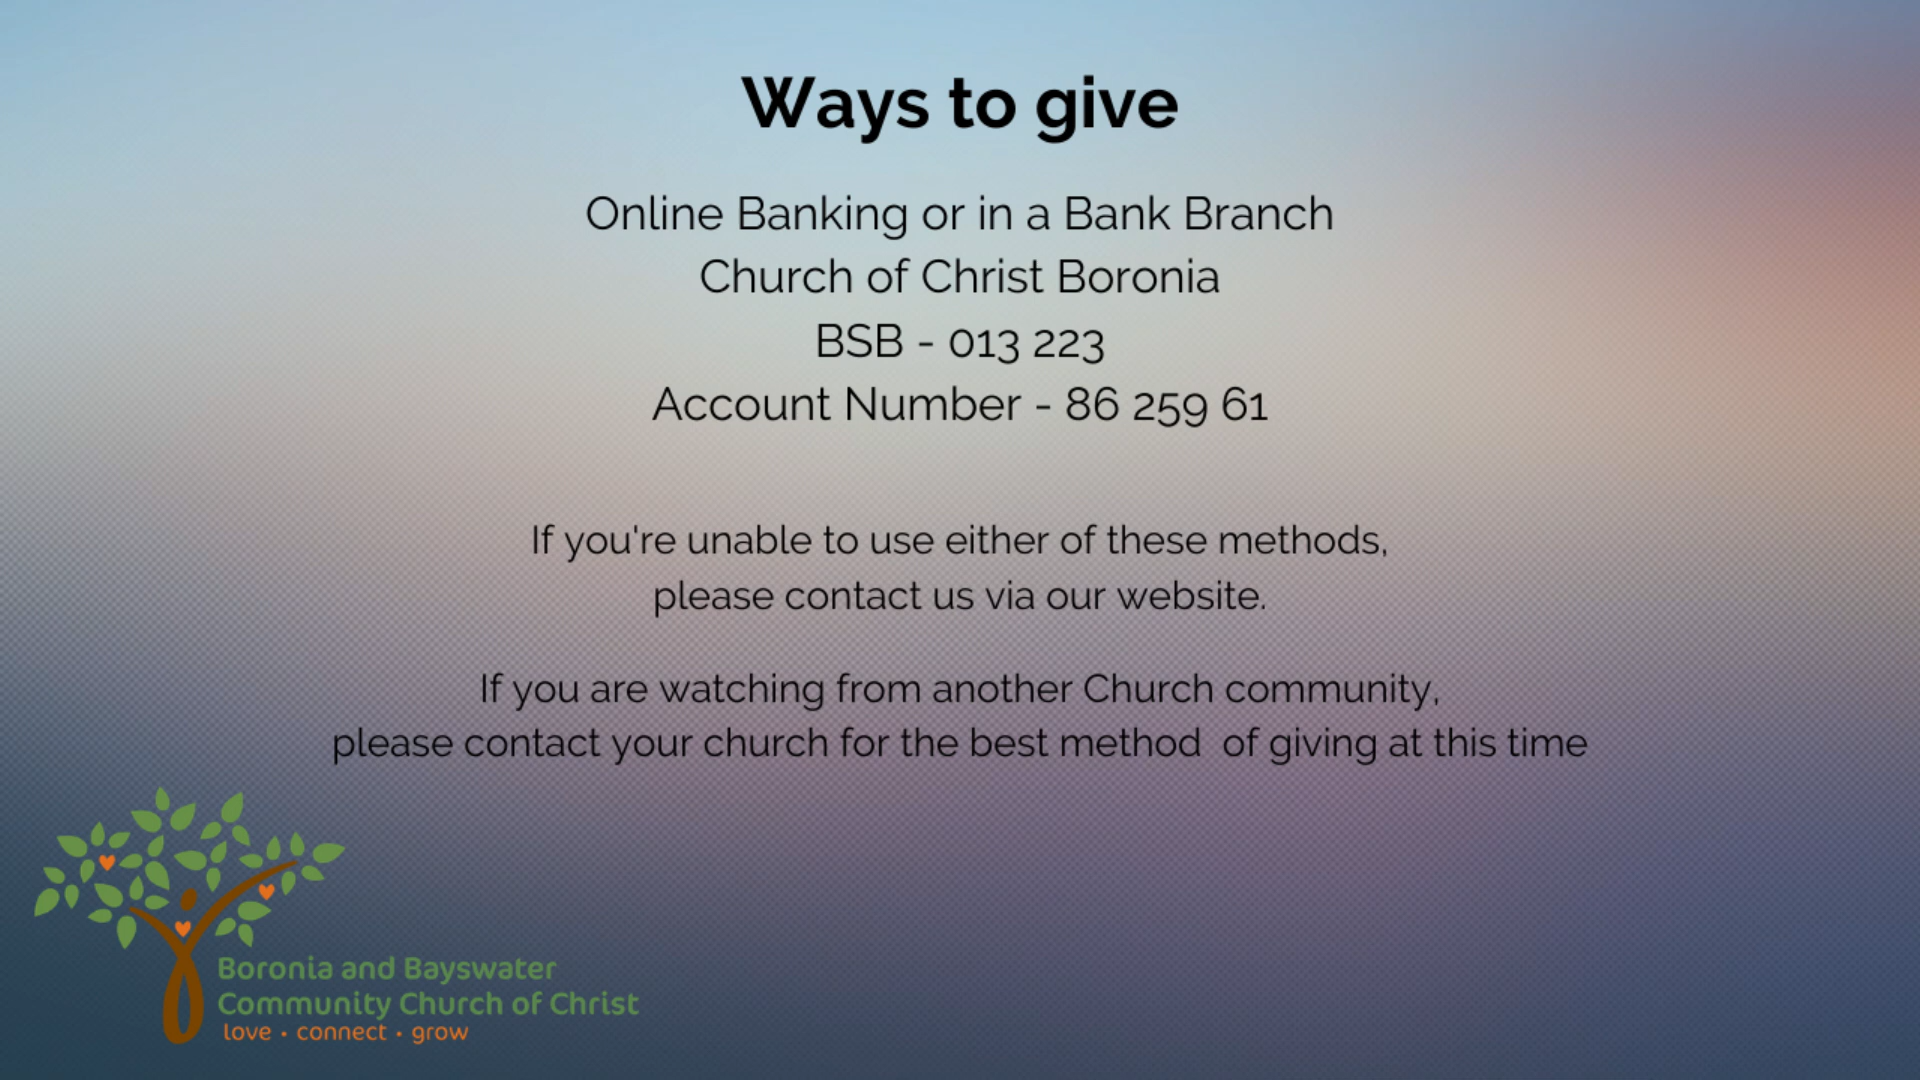 Ways to give
Online Banking or in a Bank Branch
Church of Christ Boronia
BSB - 013 223
Account Number - 86 259 61
If you're unable to use either of these methods,
please contact us via our website.
If you are watching from another Church community,
please contact your church for the best method  of giving at this time
Boronia and Bayswater
Community Church of Christ
love • connect • grow